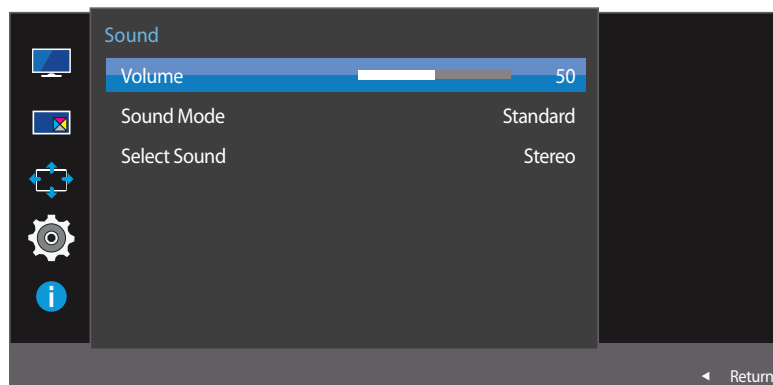 Sound
Volume 50
Sound Mode Standard
Select Sound Stereo
i
Return